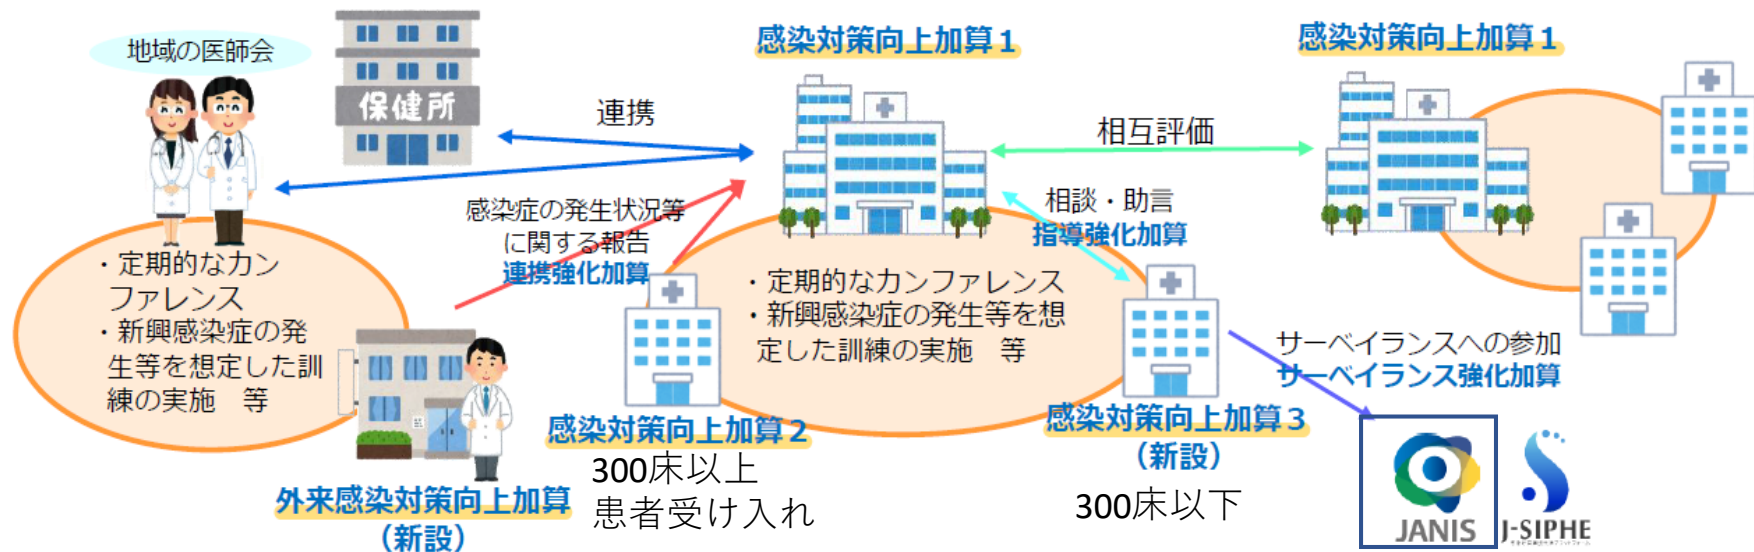 地域の医師会
保健所
連携
感染対策向上加算１
相互評価
感染対策向上加算１
感染症の発生状況等
に関する報告
連携強化加算
相談・助言
指導強化加算
・定期的なカン
ファレンス
・新興感染症の発
生等を想定した訓
練の実施　等
・定期的なカンファレンス
・新興感染症の発生等を想
定した訓練の実施　等
サーベイランスへの参加
サーベイランス強化加算
外来感染対策向上加算
（新設）
感染対策向上加算２
300床以上
患者受け入れ
感染対策向上加算３
（新設）
300床以下
JANIS
J-SIPHE